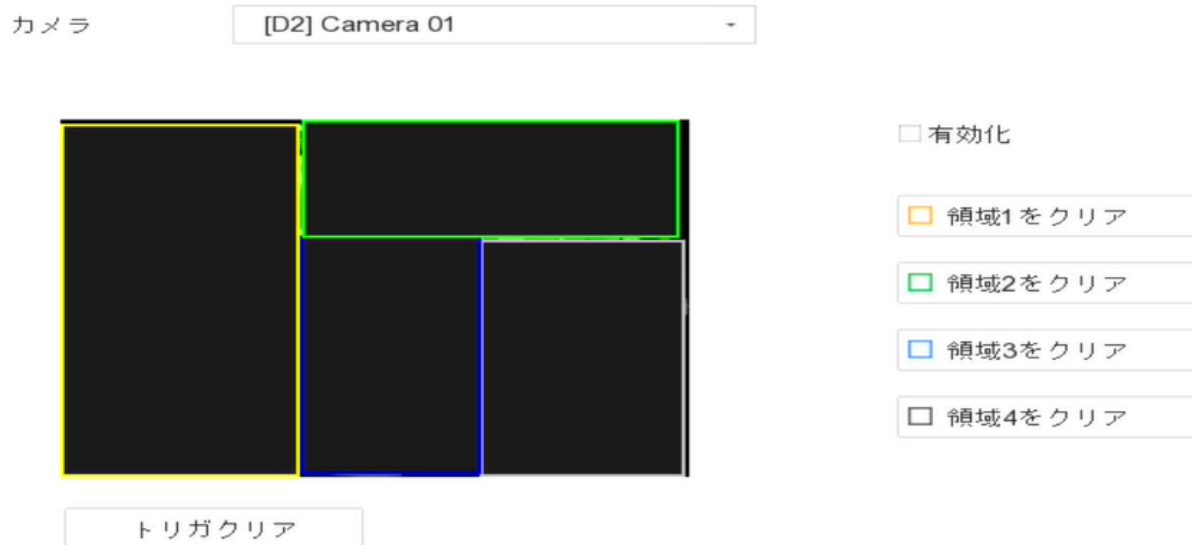 カメラ
[D2] Camera 01
有効化
領域1をクリア
領域2をクリア
領域3をクリア
領域4をクリア
トリガクリア